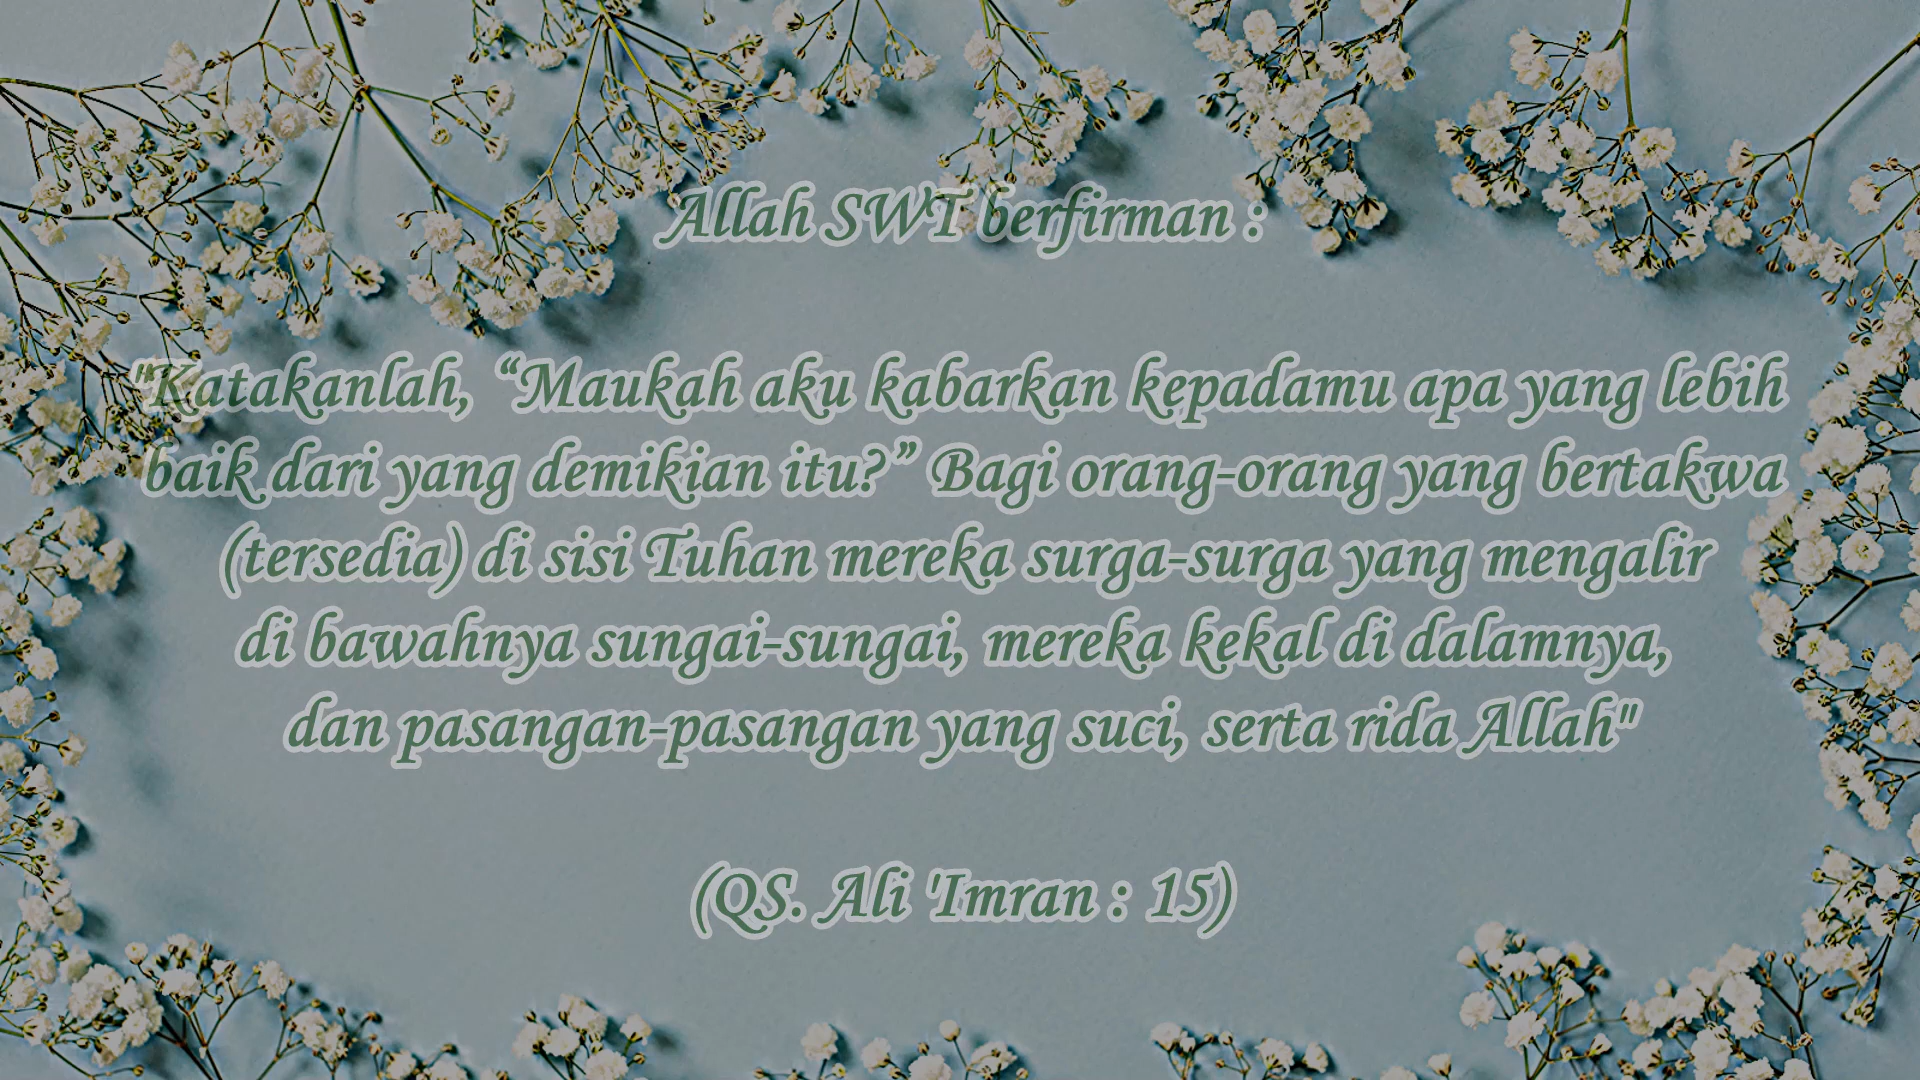 Allah SWT berfirman :
"Katakanlah, “Maukah aku kabarkan kepadamu apa yang lebih
baik dari yang demikian itu?” Bagi orang-orang yang bertakwa
(tersedia) di sisi Tuhan mereka surga-surga yang mengalir
di bawahnya sungai-sungai, mereka kekal di dalamnya,
dan pasangan-pasangan yang suci, serta rida Allah"
(QS. Ali 'Imran : 15)